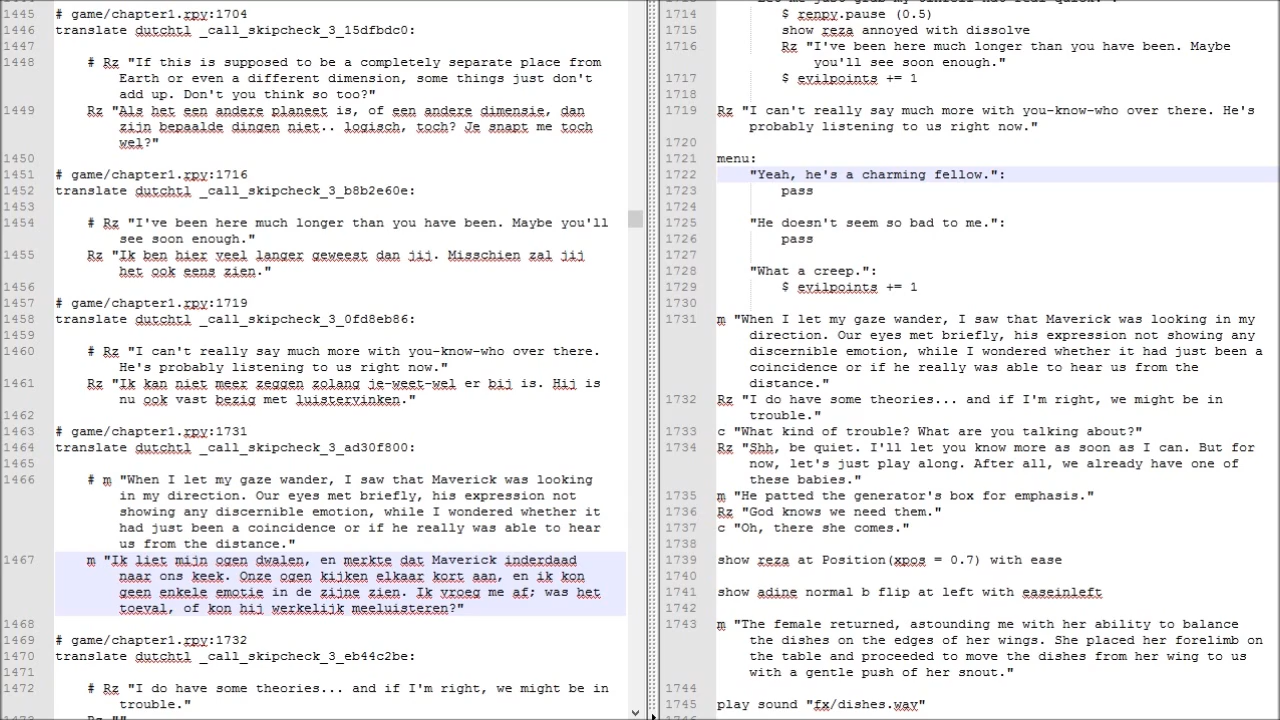 1445 # game/chapter1.rpy:1704
1446 translate dutchtl _call_skipcheck_3_15dfbdc0:
1447
1448 # Rz "If this is supposed to be a completely separate place from
Earth or even a different dimension, some things just don't
add up. Don't you think so too?"
1449 Rz "Als het een andere planeet is, of een andere dimensie, dan
zijn bepaalde dingen niet.. logisch, toch? Je snapt me toch
wel?"
1450
1451 # game/chapter1.rpy:1716
1452 translate dutchtl _call_skipcheck_3_b8b2e60e:
1453
1454 # Rz "I've been here much longer than you have been. Maybe you'll
see soon enough."
1455 Rz "Ik ben hier veel langer geweest dan jij. Misschien zal jij
het ook eens zien."
1456
1457 # game/chapter1.rpy:1719
1458 translate dutchtl _call_skipcheck_3_0fd8eb86:
1459
1460 # Rz "I can't really say much more with you-know-who over there.
He's probably listening to us right now."
1461 Rz "Ik kan niet meer zeggen zolang je-weet-wel er bij is. Hij is
nu ook vast bezig met luistervinken."
1462
1463 # game/chapter1.rpy:1731
1464 translate dutchtl _call_skipcheck_3_ad30f800:
1465
1466 # m "When I let my gaze wander, I saw that Maverick was looking
in my direction. Our eyes met briefly, his expression not
showing any discernible emotion, while I wondered whether it
had just been a coincidence or if he really was able to hear
us from the distance."
1467 m "Ik liet mijn ogen dwalen, en merkte dat Maverick inderdaad
naar ons keek. Onze ogen kijken elkaar kort aan, en ik kon
geen enkele emotie in de zijne zien. Ik vroeg me af; was het
toeval, of kon hij werkelijk meeluisteren?"
1468
1469 # game/chapter1.rpy:1732
1470 translate dutchtl _call_skipcheck_3_eb44c2be:
1471
1472 # Rz "I do have some theories... and if I'm right, we might be in
trouble."
1714 $ renpy.pause (0.5)
1715 show reza annoyed with dissolve
1716 Rz "I've been here much longer than you have been. Maybe
you'll see soon enough."
1717 $ evilpoints += 1
1718
1719 Rz "I can't really say much more with you-know-who over there. He's
probably listening to us right now."
1720
1721 menu:
1722 "Yeah, he's a charming fellow.":
1723 pass
1724
1725 "He doesn't seem so bad to me.":
1726 pass
1727
1728 "What a creep.":
1729 $ evilpoints += 1
1730
1731 m "When I let my gaze wander, I saw that Maverick was looking in my
direction. Our eyes met briefly, his expression not showing any
discernible emotion, while I wondered whether it had just been a
coincidence or if he really was able to hear us from the
distance."
1732 Rz "I do have some theories... and if I'm right, we might be in
trouble."
1733 c "What kind of trouble? What are you talking about?"
1734 Rz "Shh, be quiet. I'll let you know more as soon as I can. But for
now, let's just play along. After all, we already have one of
these babies."
1735 m "He patted the generator's box for emphasis."
1736 Rz "God knows we need them."
1737 c "Oh, there she comes."
1738
1739 show reza at Position(xpos = 0.7) with ease
1740
1741 show adine normal b flip at left with easeinleft
1742
1743 m "The female returned, astounding me with her ability to balance
the dishes on the edges of her wings. She placed her forelimb on
the table and proceeded to move the dishes from her wing to us
with a gentle push of her snout."
1744
1745 play sound "fx/dishes.wav"